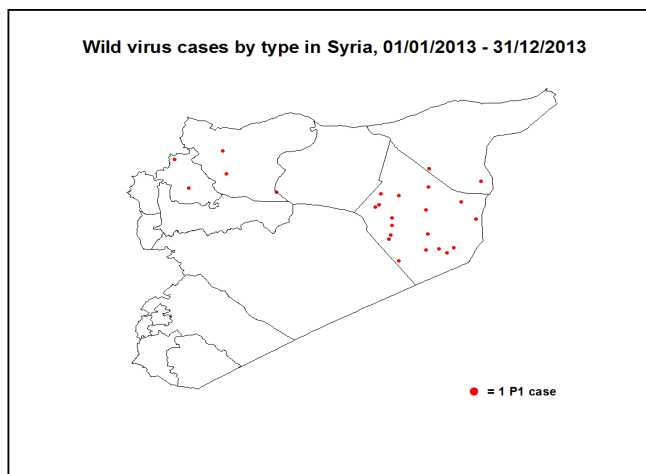 Wild virus cases by type in Syria, 01/01/2013 - 31/12/2013
= 1 P1 case